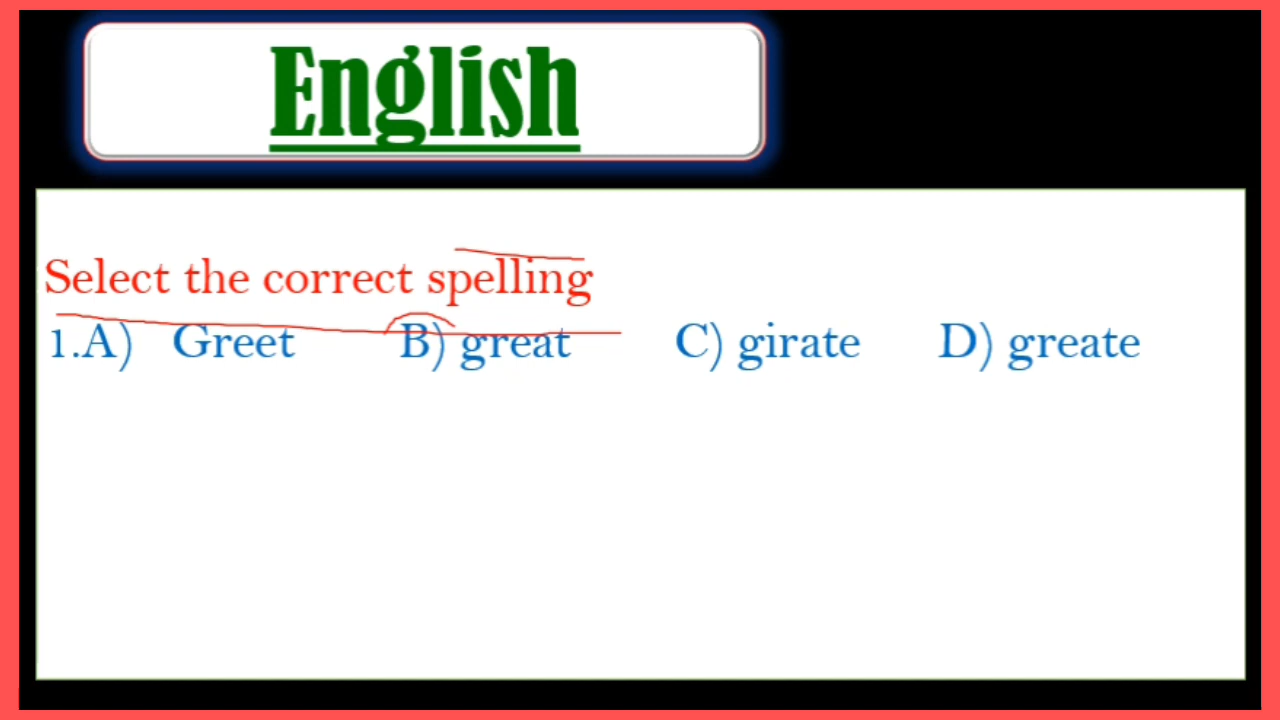 English
Select the correct spelling
1.A) Greet B) great C) girate D) greate